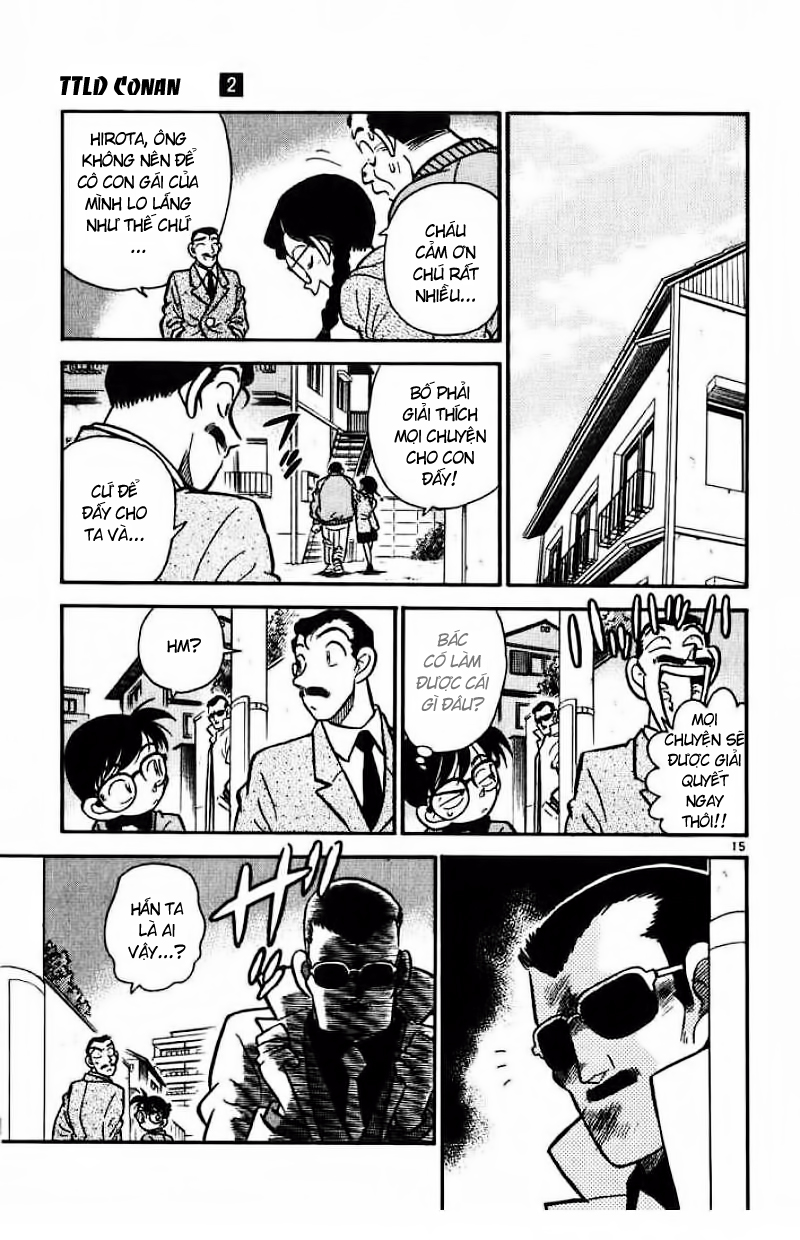 TTLD CONAN 2
CHÁU
CẢM ƠN
CHÚ RẤT
NHIỀU...
HIROTA, ÔNG
KHÔNG NÊN ĐỂ
CÔ CON GÁI CỦA
MÌNH LO LẮNG
NHƯ THẾ CHỨ
...
BỐ PHẢI
GIẢI THÍCH
MỌI CHUYỆN
CHO CON
ĐẤY!
CỨ ĐỂ
ĐẤY CHO
TA VÀ...
MỌI
CHUYỆN SẼ
ĐƯỢC GIẢI
QUYẾT
NGAY
THÔI!!
BÁC
CÓ LÀM
ĐƯỢC CÁI
GÌ ĐÂU?
HM?
15
HẮN TA
LÀ AI
VẬY...?